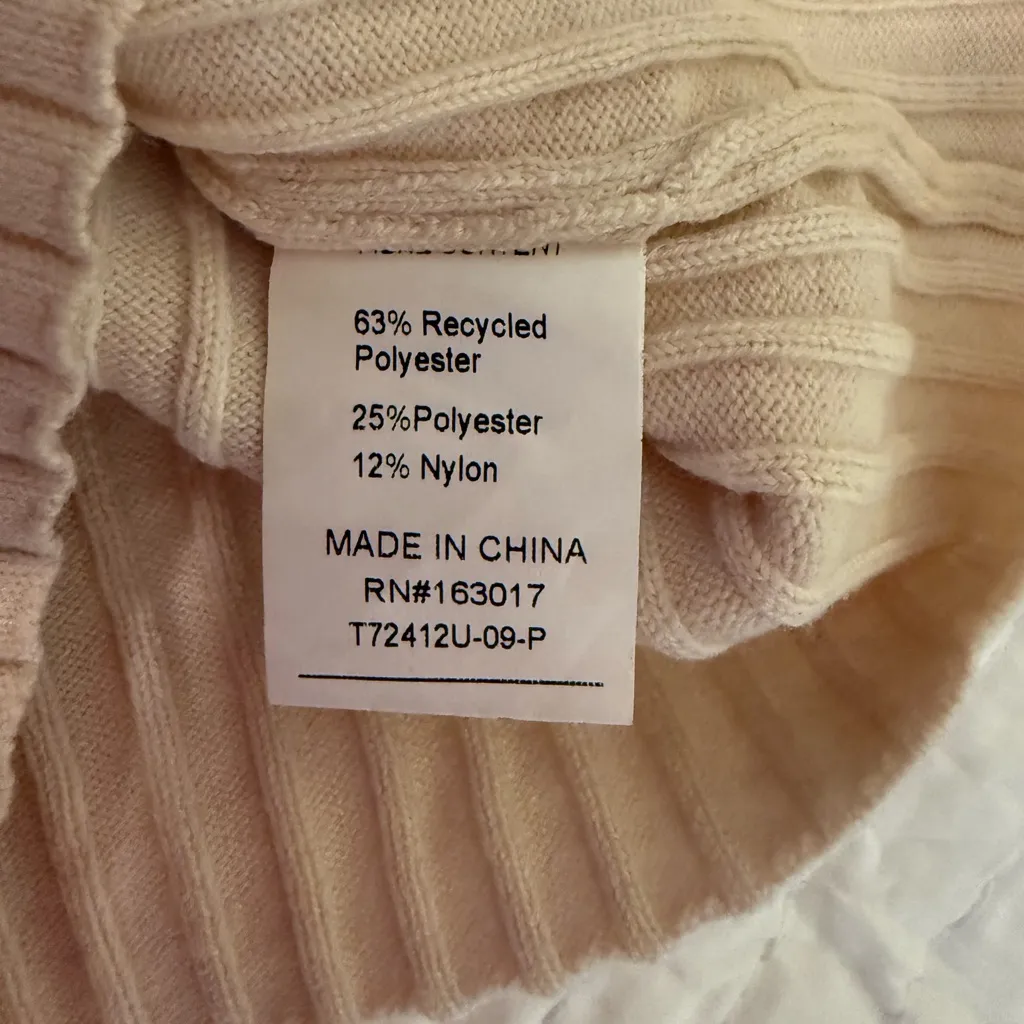 63% Recycled
Polyester
25%Polyester
12% Nylon
MADE IN CHINA
RN#163017
T72412U-09-P